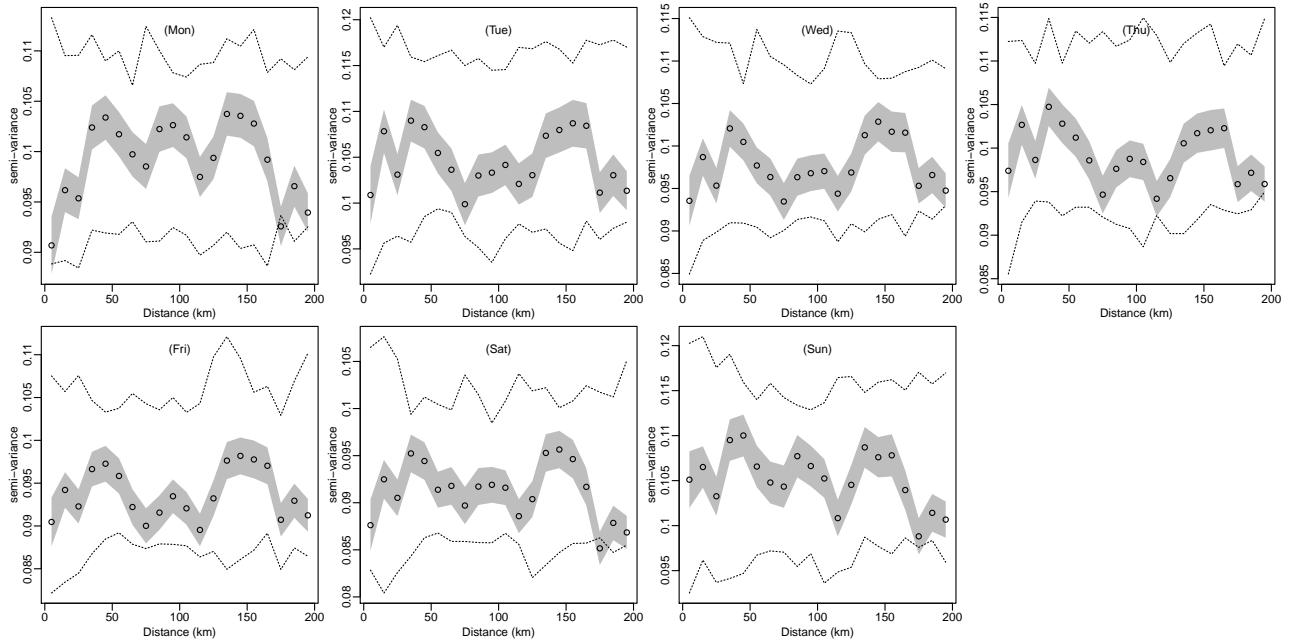 (Mon)
semi−variance
0.09 0.095 0.1 0.105 0.11
0 50 100 150 200
Distance (km)
(Tue)
semi−variance
0.095 0.1 0.105 0.11 0.115 0.12
0 50 100 150 200
Distance (km)
(Wed)
semi−variance
0.085 0.09 0.095 0.1 0.105 0.11 0.115
0 50 100 150 200
Distance (km)
(Thu)
semi−variance
0.085 0.09 0.095 0.1 0.105 0.11 0.115
0 50 100 150 200
Distance (km)
(Fri)
semi−variance
0.085 0.09 0.095 0.1 0.105 0.11
0 50 100 150 200
Distance (km)
(Sat)
semi−variance
0.08 0.085 0.09 0.095 0.1 0.105
0 50 100 150 200
Distance (km)
(Sun)
semi−variance
0.095 0.1 0.105 0.11 0.115 0.12
0 50 100 150 200
Distance (km)